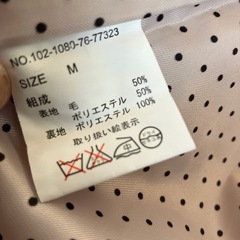 NO.102-1080-76-77323
SIZE M
組成
表地 毛 50%
ポリエステル 50%
裏地 ポリエステル 100%
取り扱い絵表示
中